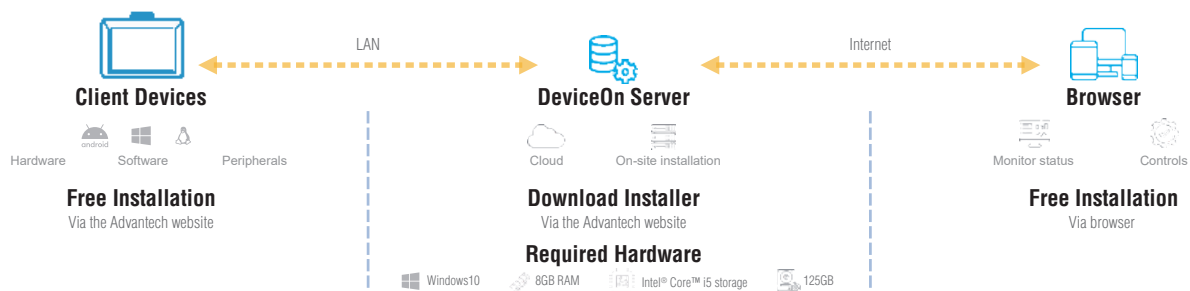 LAN
Internet
Client Devices
DeviceOn Server
Browser
android
Hardware
Software
Peripherals
Cloud
On-site installation
Monitor status
Controls
Free Installation
Via the Advantech website
Download Installer
Via the Advantech website
Free Installation
Via browser
Required Hardware
Windows10
8GB RAM
Intel® Core™ i5 storage
125GB